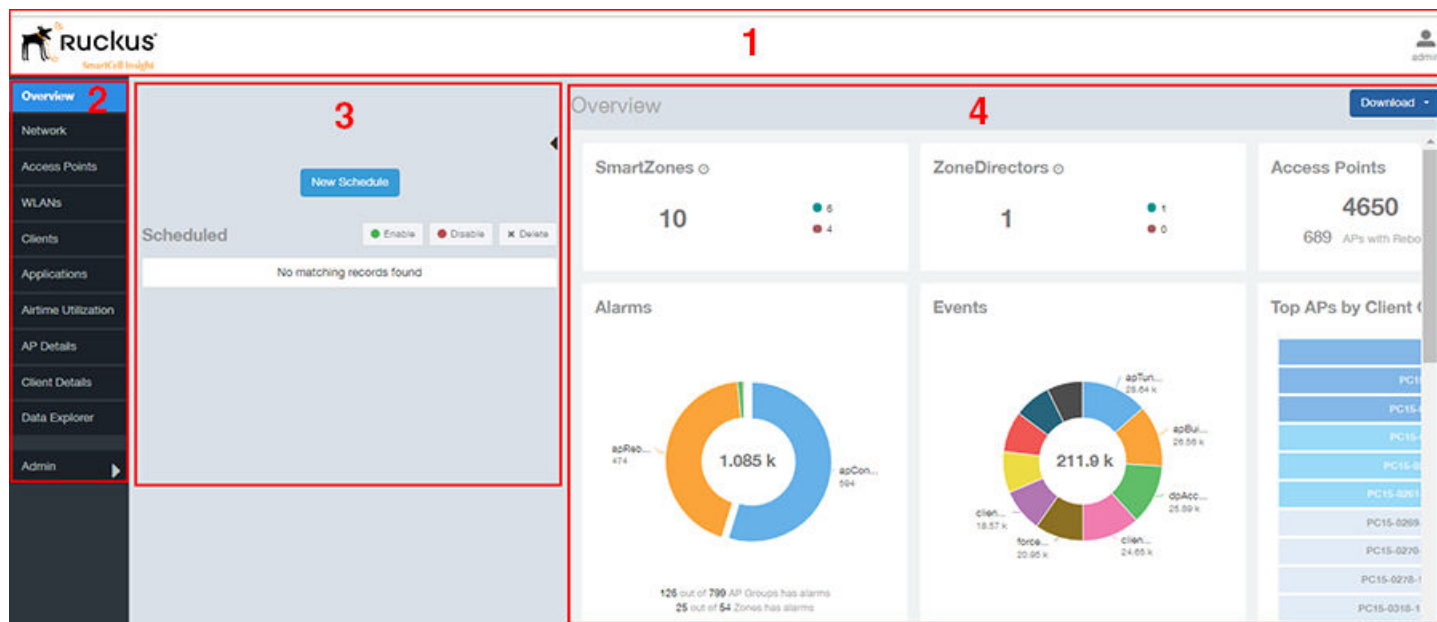 RUCKUS
SmartCell Insight
1
admin
2
Overview
Network
Access Points
WLANs
Clients
Applications
Airtime Utilization
AP Details
Client Details
Data Explorer
Admin
3
New Schedule
Scheduled
Enable
Disable
Delete
No matching records found
Overview
4
Download
SmartZones
10
6
4
ZoneDirectors
1
1
0
Access Points
4650
689 APs with Rebo
Alarms
apReb...
474
1.085 k
apCon...
594
126 out of 799 AP Groups has alarms
25 out of 54 Zones has alarms
Events
apTun...
28.64 k
apBui...
26.56 k
dpAcc...
25.89 k
clien...
24.65 k
force...
20.95 k
clien...
18.57 k
211.9 k
Top APs by Client
PC15-0269-
PC15-0270-
PC15-0278-1
PC15-0318-1